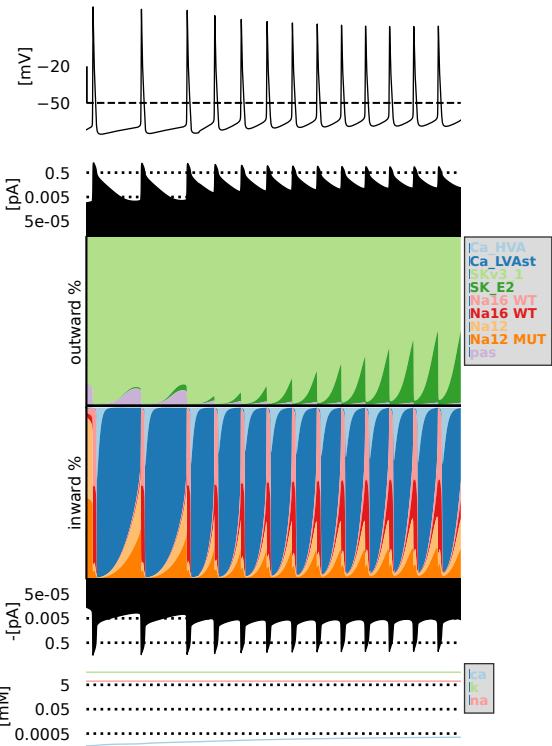 [mV]
−20
−50
[pA]
0.5
0.005
5e-05
outward %
Ca_HVA
Ca_LVAst
SKv3_1
SK_E2
Na16 WT
Na16 WT
Na12
Na12 MUT
pas
inward %
-[pA]
5e-05
0.005
0.5
[mM]
5
0.05
0.0005
ca
k
na